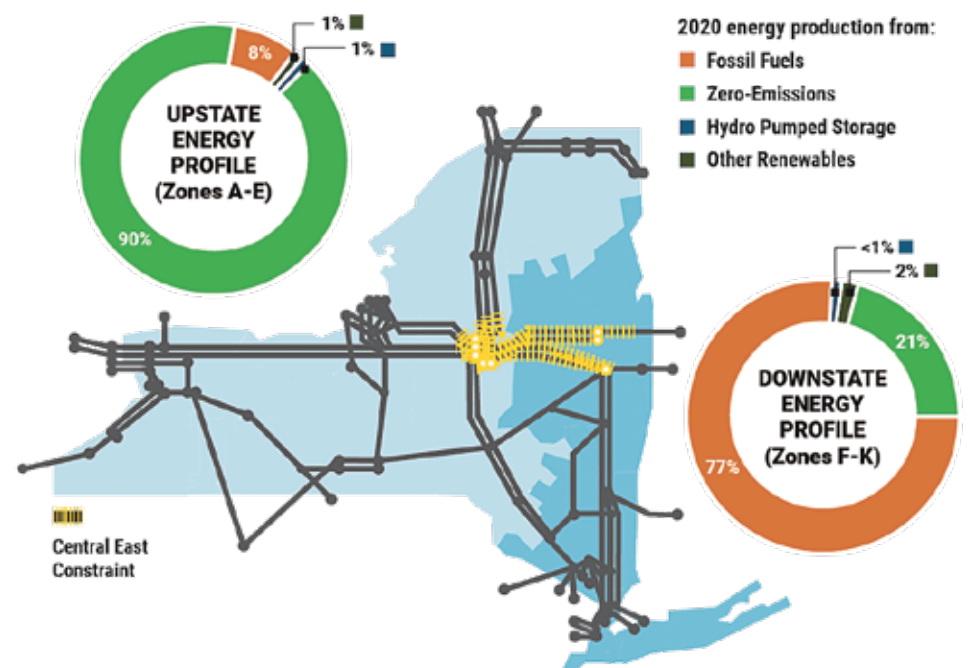 1%
1%
8%
UPSTATE
ENERGY
PROFILE
(Zones A-E)
90%
2020 energy production from:
Fossil Fuels
Zero-Emissions
Hydro Pumped Storage
Other Renewables
<1%
2%
21%
DOWNSTATE
ENERGY
PROFILE
(Zones F-K)
77%
Central East
Constraint